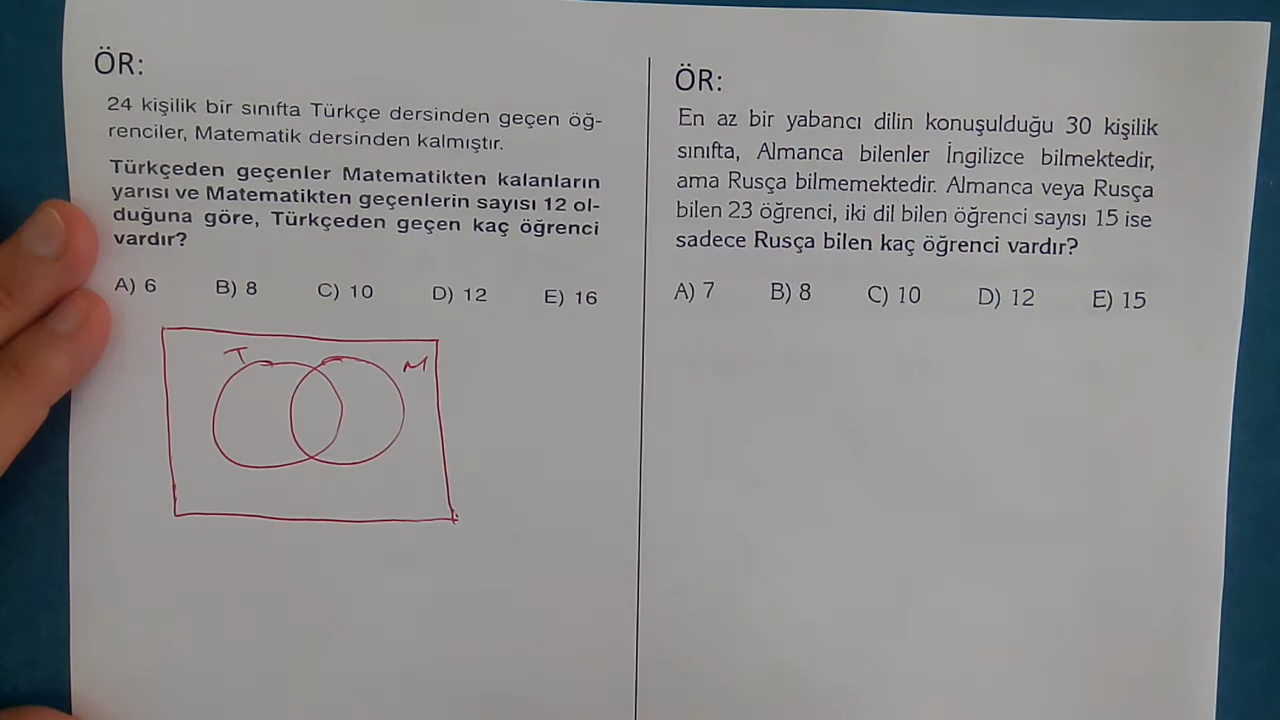 ÖR:
24 kişilik bir sınıfta Türkçe dersinden geçen öğ-
renciler, Matematik dersinden kalmıştır.
Türkçeden geçenler Matematikten kalanların
yarısı ve Matematikten geçenlerin sayısı 12 ol-
duğuna göre, Türkçeden geçen kaç öğrenci
vardır?
A) 6 B) 8 C) 10 D) 12 E) 16
T M
ÖR:
En az bir yabancı dilin konuşulduğu 30 kişilik
sınıfta, Almanca bilenler İngilizce bilmektedir,
ama Rusça bilmemektedir. Almanca veya Rusça
bilen 23 öğrenci, iki dil bilen öğrenci sayısı 15 ise
sadece Rusça bilen kaç öğrenci vardır?
A) 7 B) 8 C) 10 D) 12 E) 15